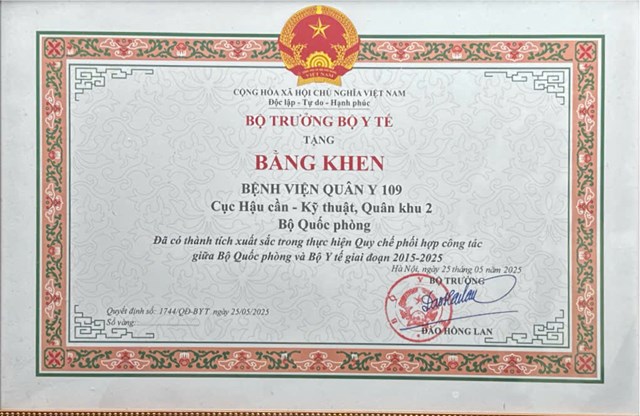 VIỆT NAM
CỘNG HÒA XÃ HỘI CHỦ NGHĨA VIỆT NAM
Độc lập - Tự do - Hạnh phúc
BỘ TRƯỞNG BỘ Y TẾ
TẶNG
BẰNG KHEN
BỆNH VIỆN QUÂN Y 109
Cục Hậu cần - Kỹ thuật, Quân khu 2
Bộ Quốc phòng
Đã có thành tích xuất sắc trong thực hiện Quy chế phối hợp công tác
giữa Bộ Quốc phòng và Bộ Y tế giai đoạn 2015-2025
Hà Nội, ngày 25 tháng 05 năm 2025
BỘ TRƯỞNG
Quyết định số: 1744/QĐ-BYT ngày 25/05/2025
Số vàng:
ĐÀO HỒNG LAN